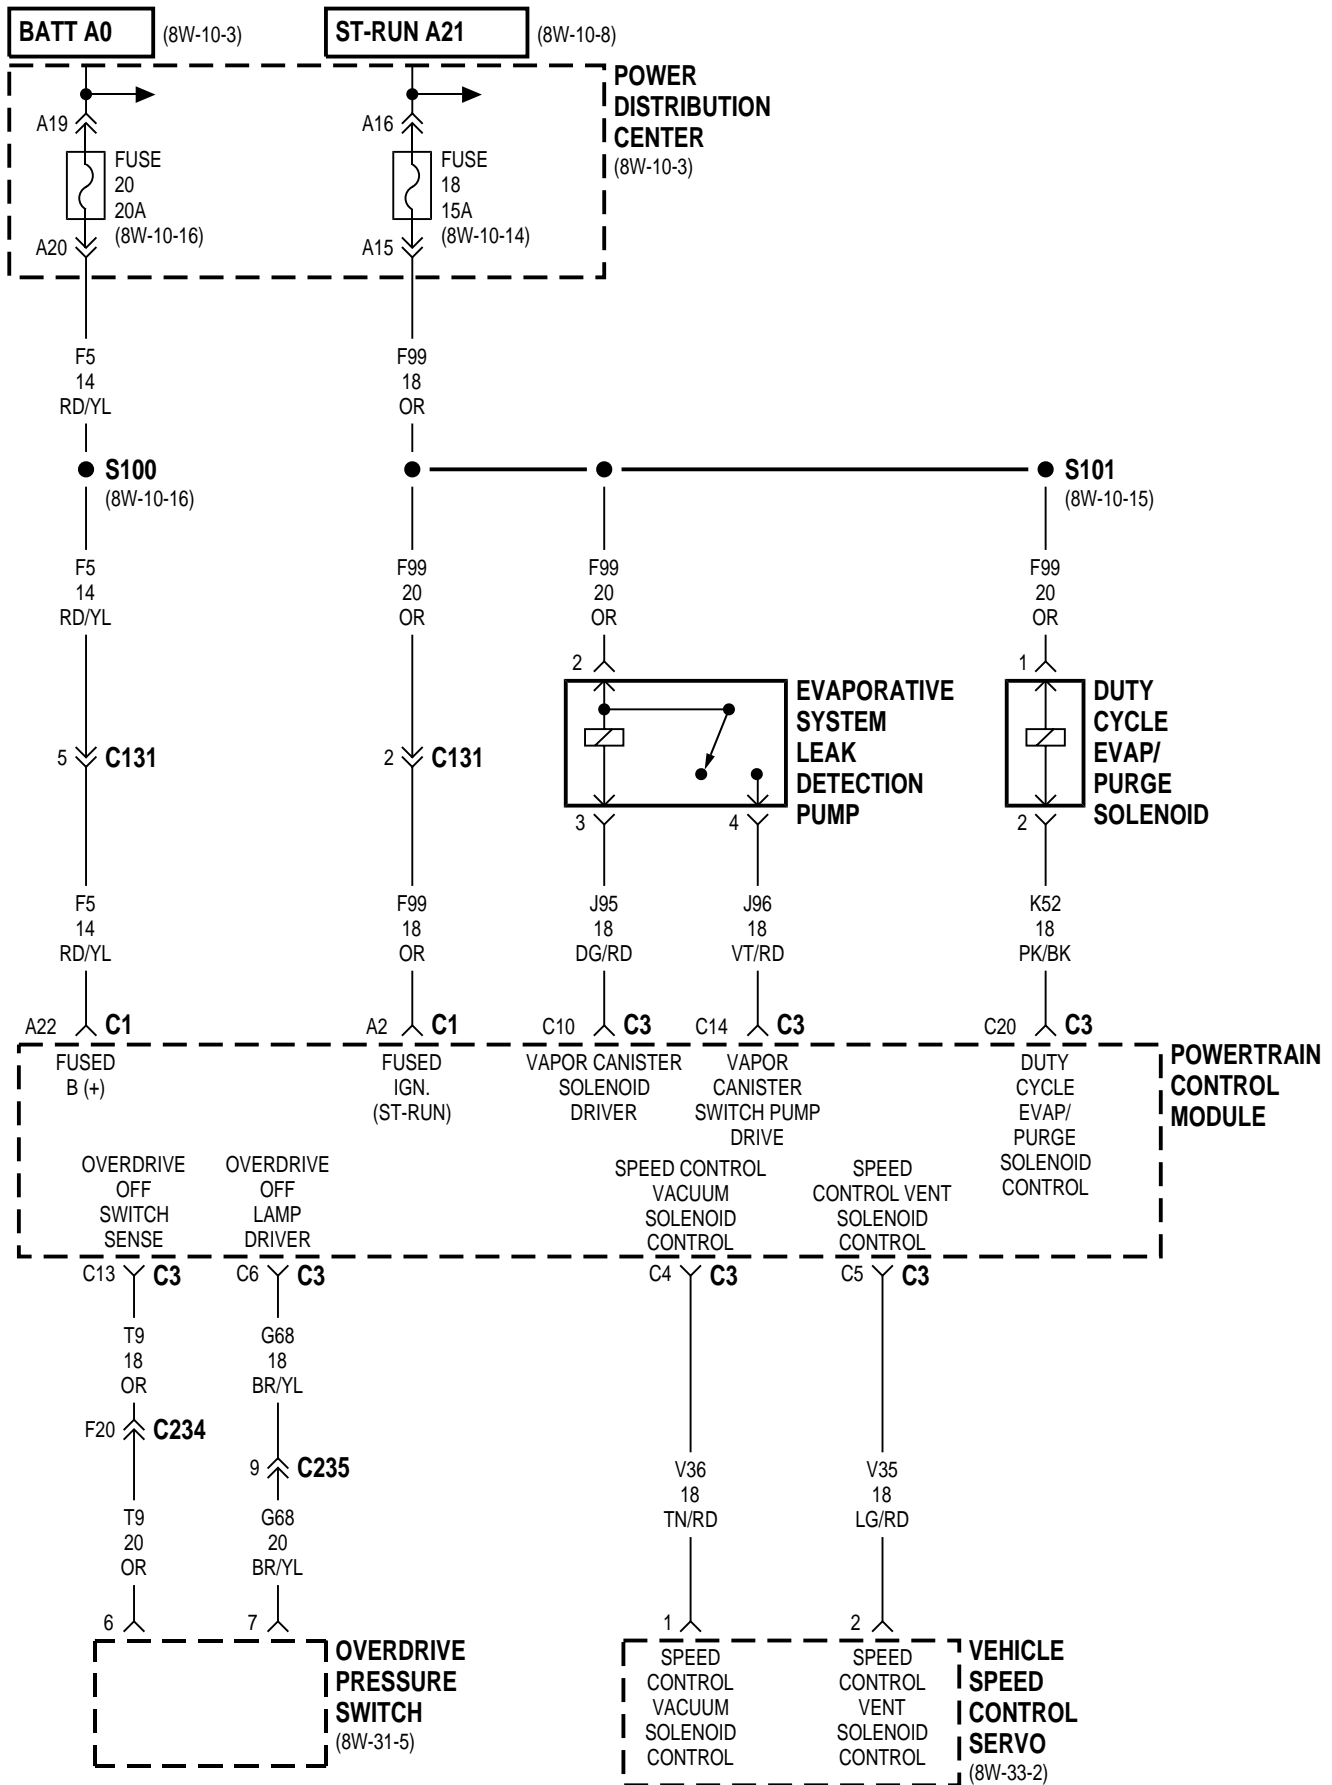 BATT A0 (8W-10-3) ST-RUN A21 (8W-10-8)
POWER
DISTRIBUTION
CENTER
(8W-10-3)
A19 A16
FUSE FUSE
20 18
20A 15A
(8W-10-16) (8W-10-14)
A20 A15
F5 F99
14 18
RD/YL OR
S100 S101
(8W-10-16) (8W-10-15)
F5 F99 F99 F99
14 20 20 20
RD/YL OR OR OR
2 1
EVAPORATIVE DUTY
SYSTEM CYCLE
LEAK EVAP/
DETECTION PURGE
PUMP SOLENOID
5 C131 2 C131
3 4 2
F5 F99 J95 J96 K52
14 18 18 18 18
RD/YL OR DG/RD VT/RD PK/BK
A22 C1 A2 C1 C10 C3 C14 C3 C20 C3
POWERTRAIN
CONTROL
MODULE
FUSED FUSED VAPOR CANISTER VAPOR DUTY
B (+) IGN. SOLENOID CANISTER CYCLE
(ST-RUN) DRIVER SWITCH PUMP EVAP/
DRIVE PURGE
SOLENOID
CONTROL
OVERDRIVE OVERDRIVE SPEED CONTROL SPEED
OFF OFF VACUUM CONTROL VENT
SWITCH LAMP SOLENOID SOLENOID
SENSE DRIVER CONTROL CONTROL
C13 C3 C6 C3 C4 C3 C5 C3
T9 G68
18 18
OR BR/YL
F20 C234
9 C235
V36 V35
18 18
TN/RD LG/RD
T9 G68
20 20
OR BR/YL
6 7 1 2
OVERDRIVE
PRESSURE
SWITCH
(8W-31-5)
SPEED SPEED
CONTROL CONTROL
VACUUM VENT
SOLENOID SOLENOID
CONTROL CONTROL
VEHICLE
SPEED
CONTROL
SERVO
(8W-33-2)